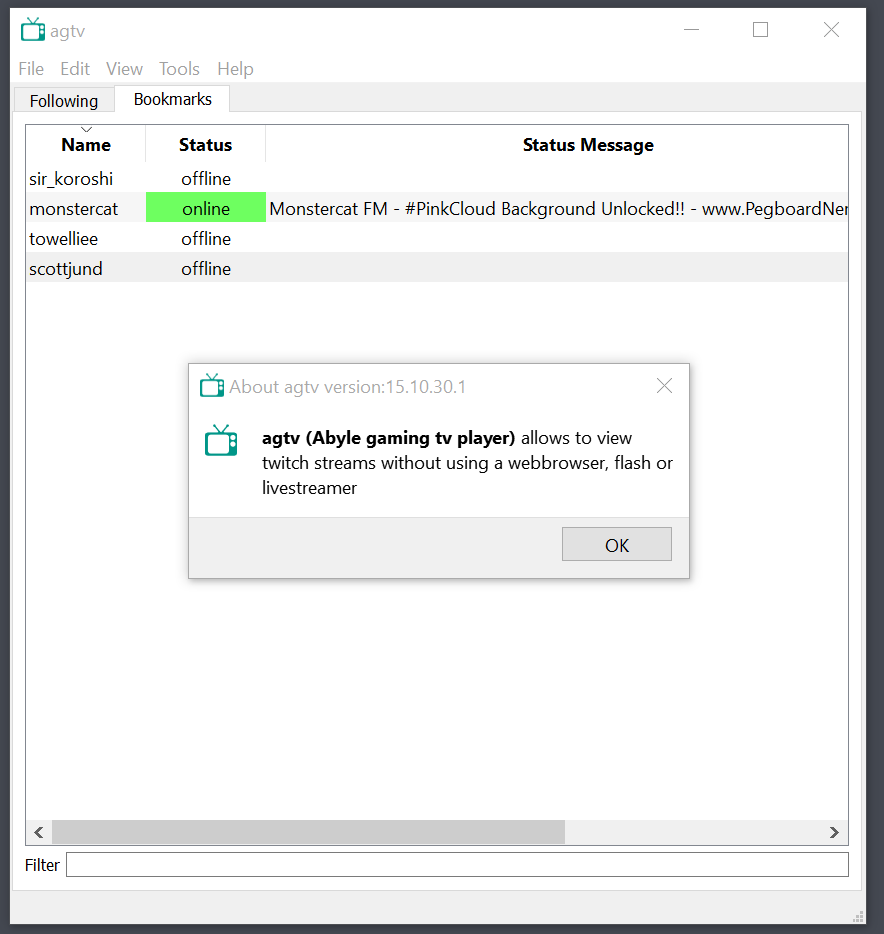 agtv
File Edit View Tools Help
Following Bookmarks
Name Status Status Message
sir_koroshi offline
monstercat online Monstercat FM - #PinkCloud Background Unlocked!! - www.PegboardNer
towelliee offline
scottjund offline
About agtv version:15.10.30.1
agtv (Abyle gaming tv player) allows to view
twitch streams without using a webbrowser, flash or
livestreamer
OK
Filter